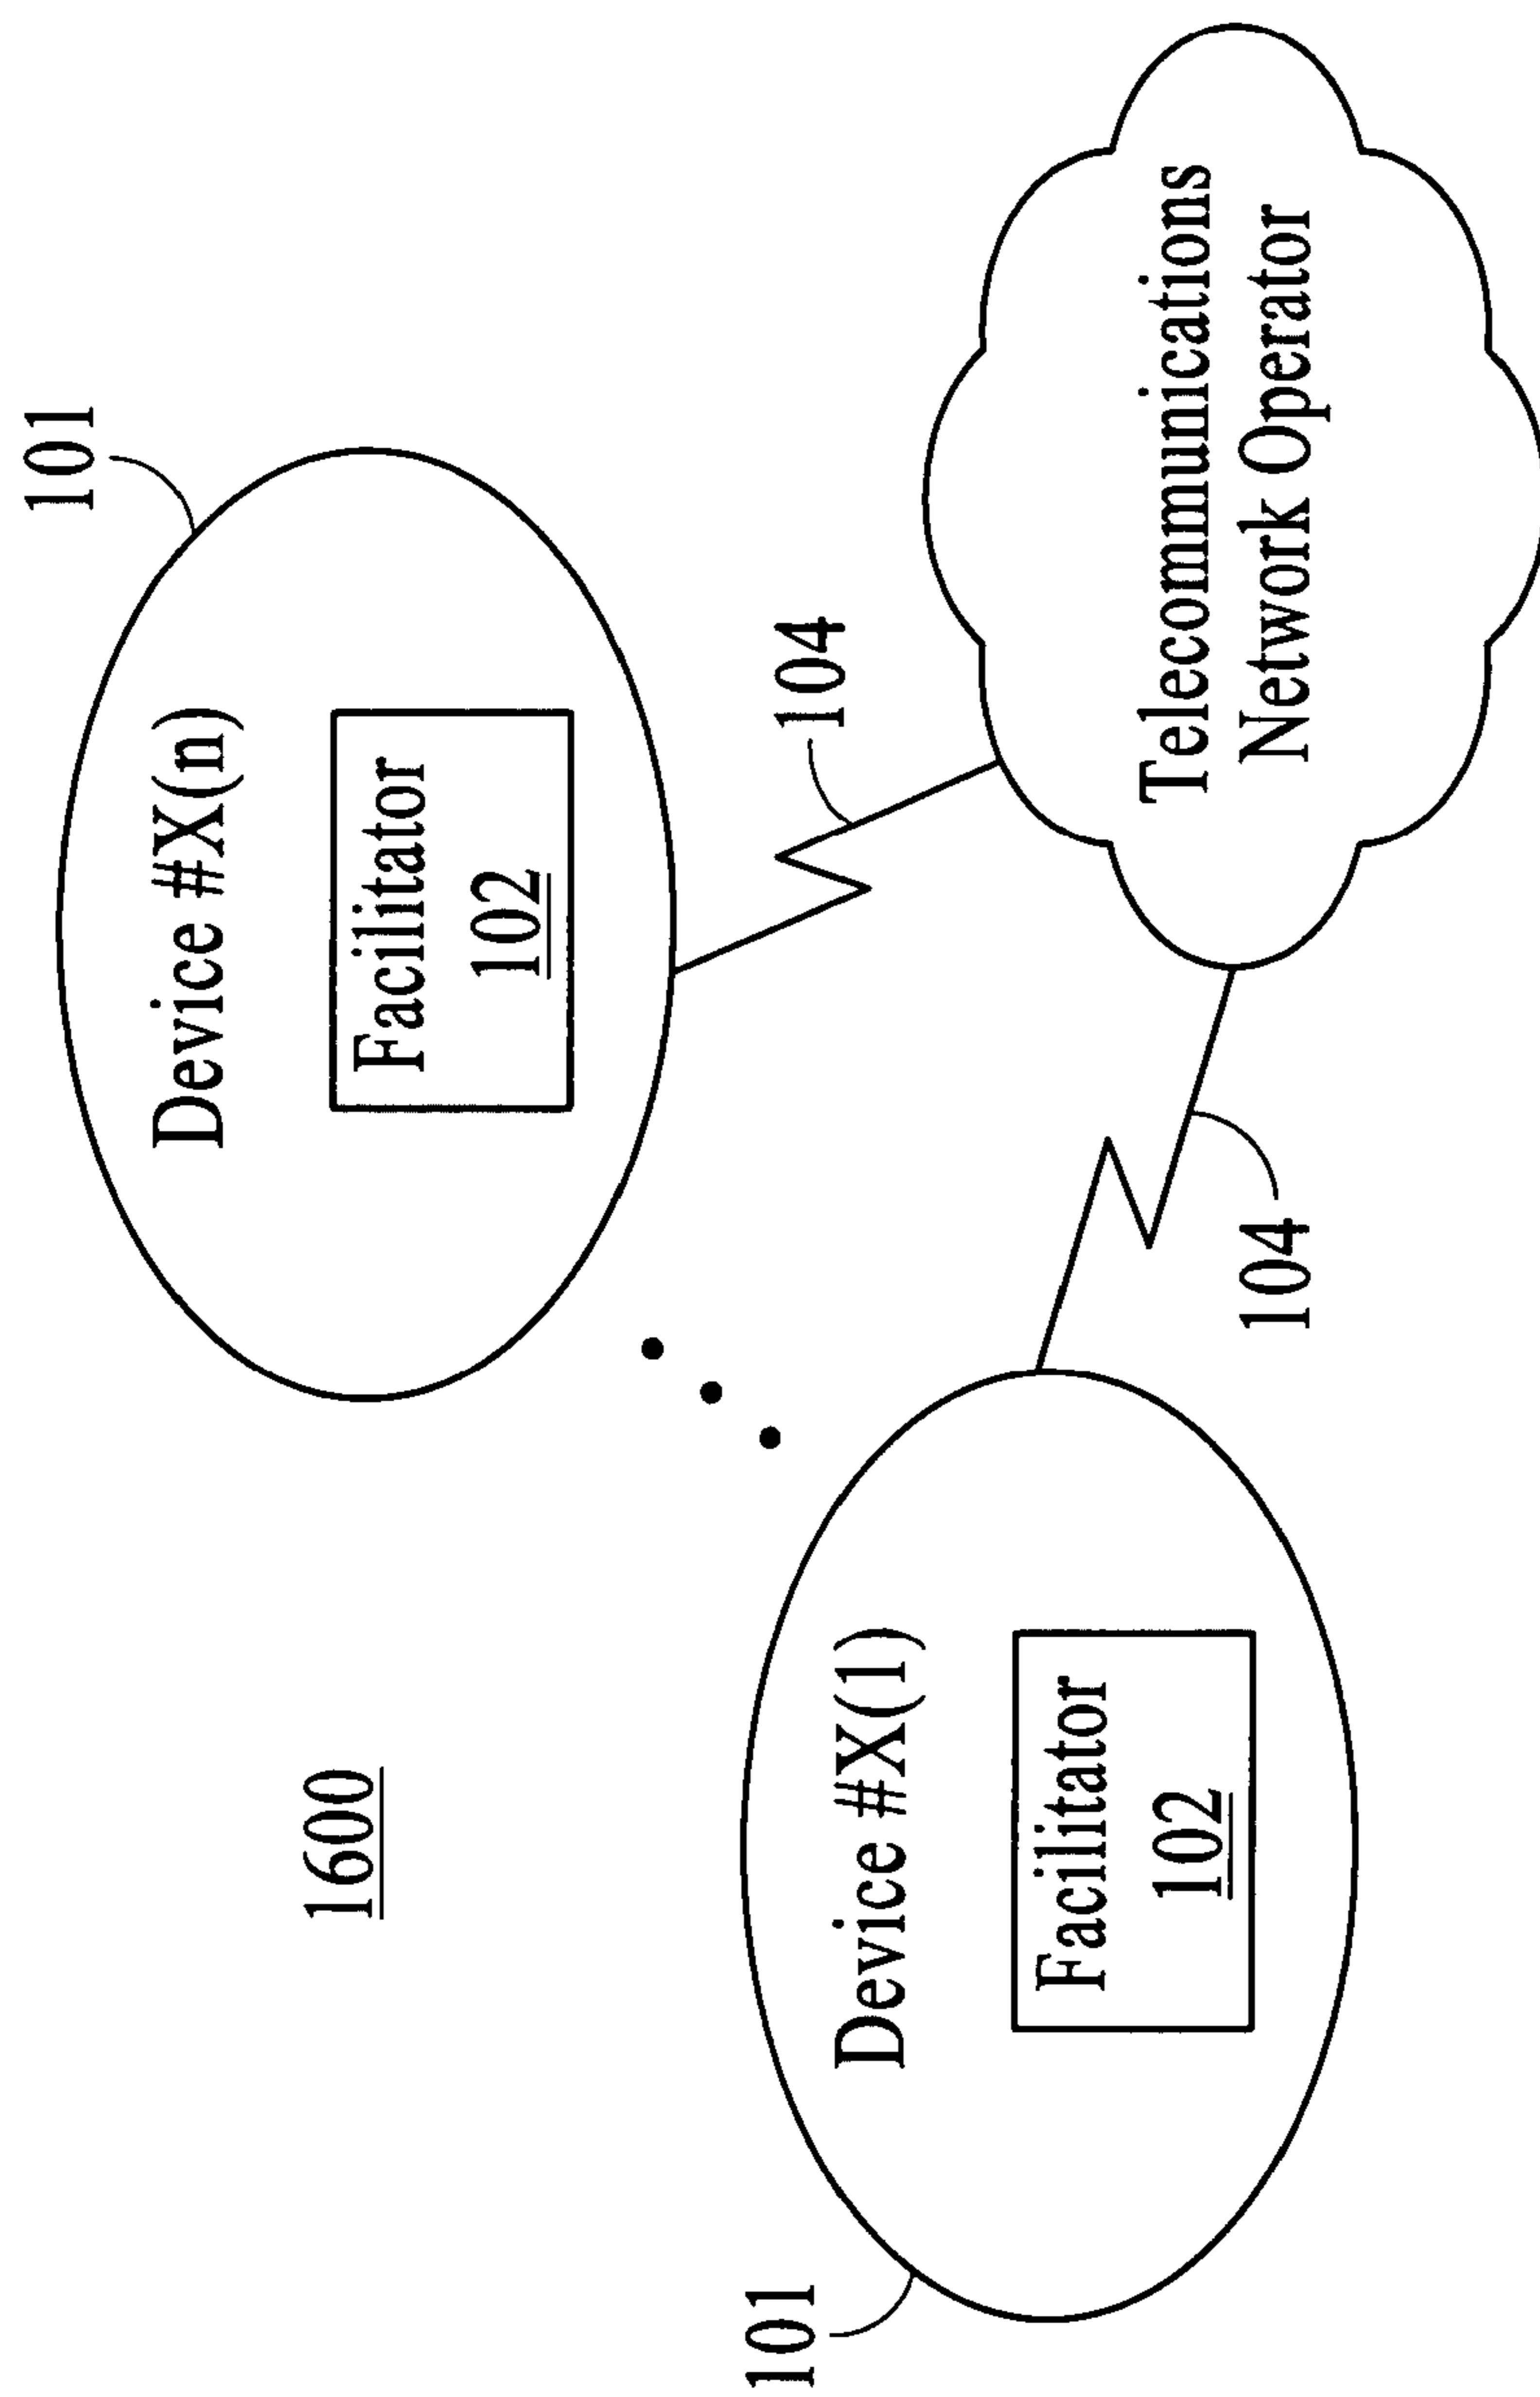 1600
101
Device #X(n)
Facilitator
102
104
101
Device #X(1)
Facilitator
102
104
Telecommunications
Network Operator